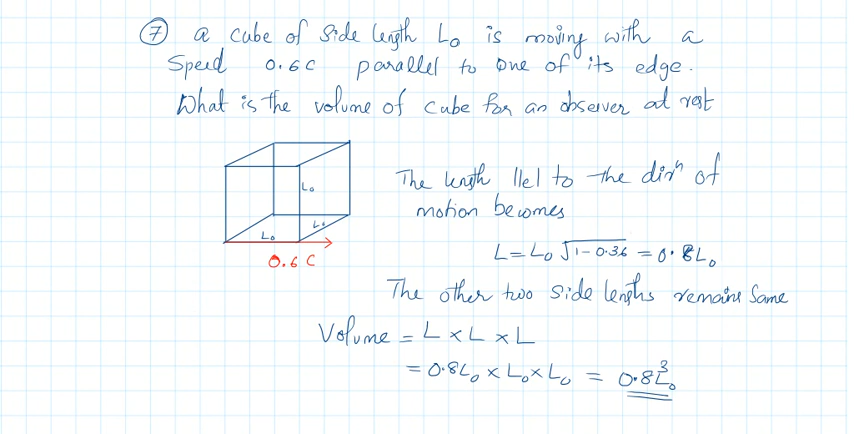 ⑦ a cube of side length L₀ is moving with a
Speed 0.6C parallel to one of its edge.
What is the volume of cube for an observer at rest
L₀
L₀
L₀
0.6 C
The length llel to the dirⁿ of
motion becomes
L = L₀ √1-0.36 = 0.8L₀
The other two side lengths remains same
Volume = L × L × L
= 0.8L₀ × L₀ × L₀ = 0.8L₀³